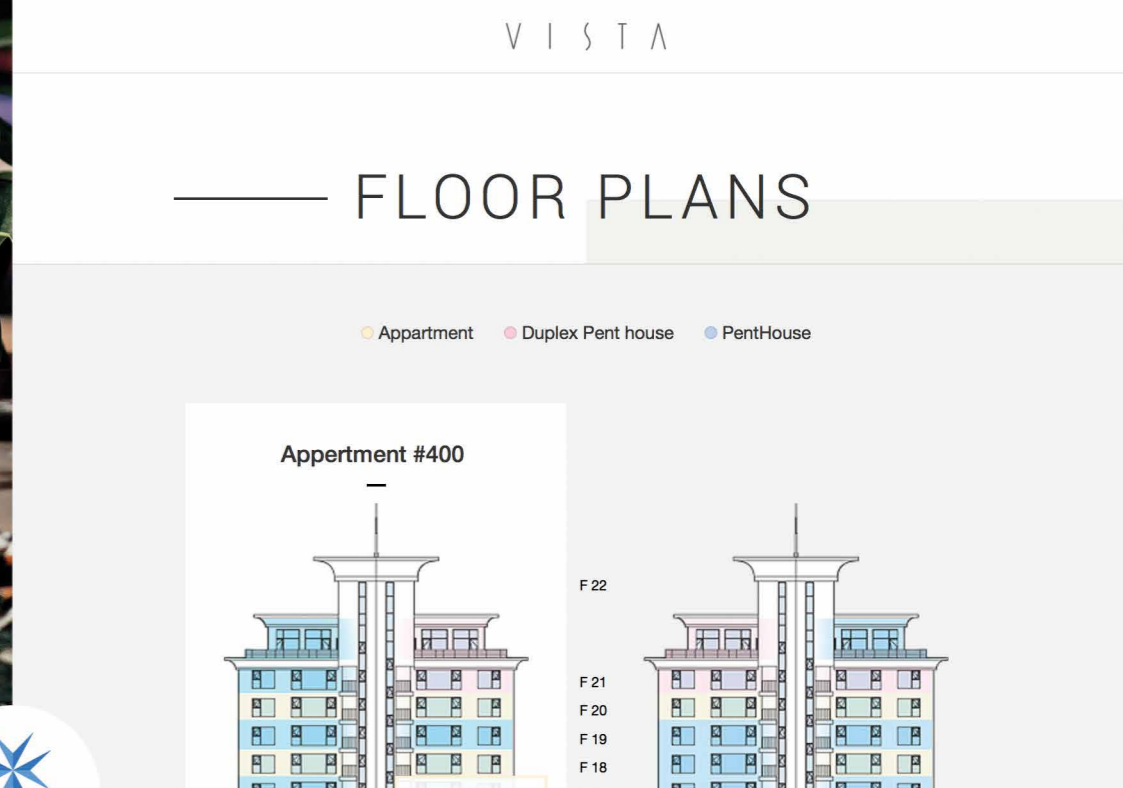 VISTA
FLOOR PLANS
Appartment Duplex Pent house PentHouse
Appertment #400
F 22
F 21
F 20
F 19
F 18